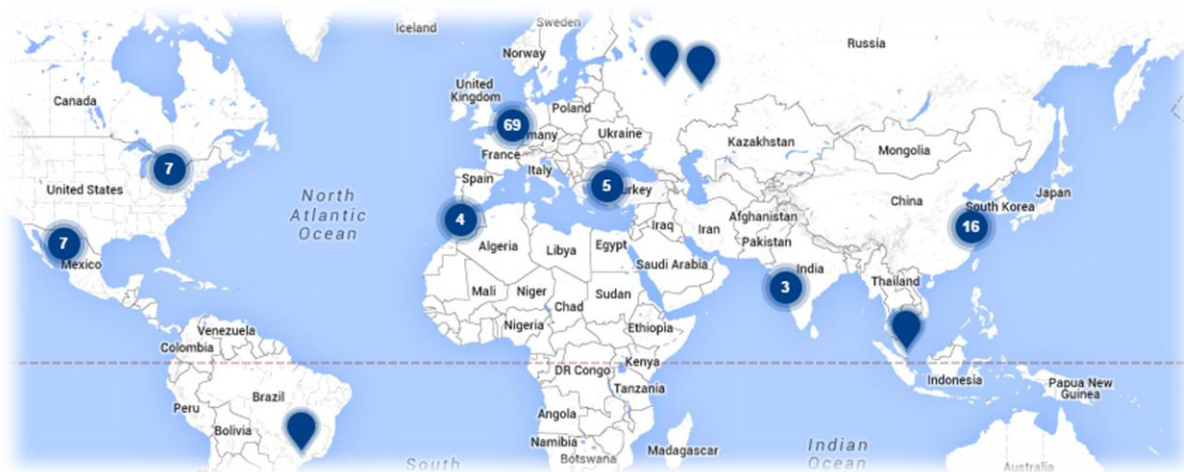 Sweden
Iceland
Russia
Norway
United
Kingdom
Canada
Poland
69
rmany
Ukraine
Kazakhstan
France
Mongolia
7
Italy
Spain
United States
North
Atlantic
Ocean
5
urkey
China
Japan
South Korea
4
Afghanistan
16
Iraq
Iran
Algeria
Libya
Egypt
Pakistan
7
Mexico
Saudi Arabia
India
Thailand
3
Mali
Niger
Chad
Sudan
Nigeria
Ethiopia
Venezuela
Colombia
Kenya
DR Congo
Indonesia
Papua New
Guinea
Tanzania
Brazil
Peru
Angola
Bolivia
Namibia
Madagascar
Botswana
Indian
Ocean
South
Australia